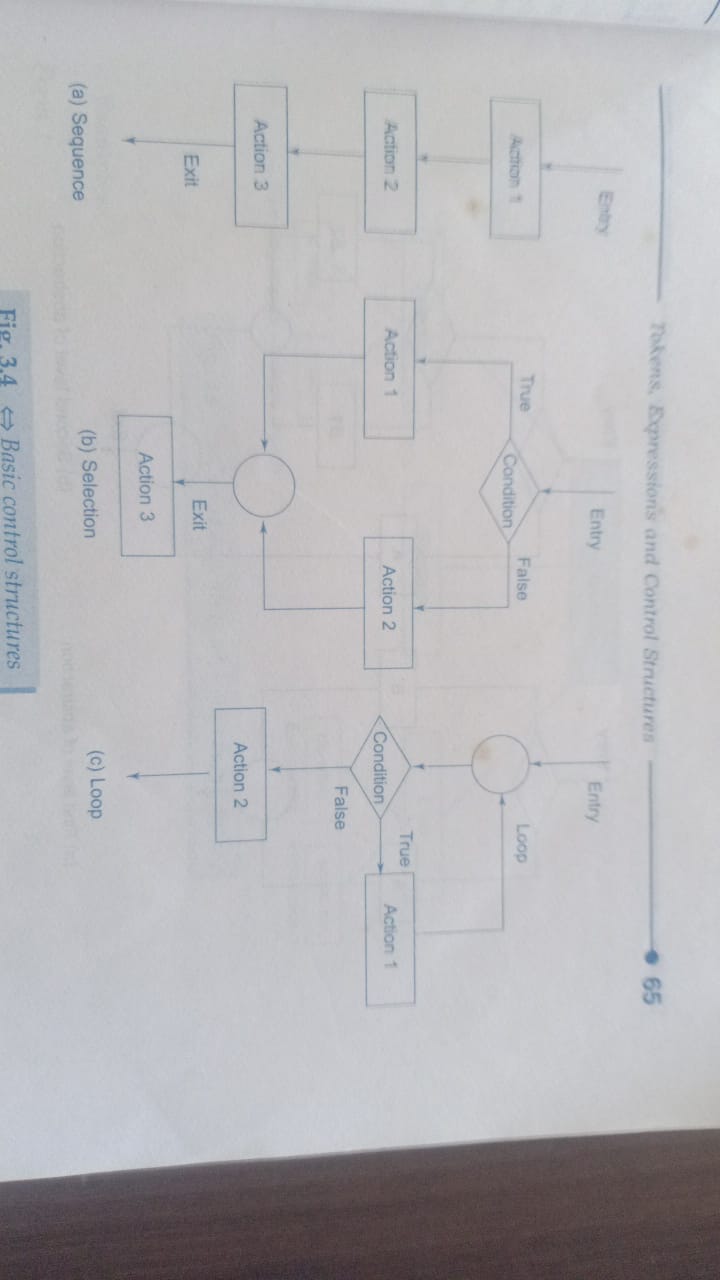 Tokens, Expressions and Control Structures 65
Entry
Action 1
Action 2
Action 3
Exit
(a) Sequence
Entry
Condition
True
False
Action 1
Action 2
Exit
Action 3
(b) Selection
Entry
Loop
Condition
True
Action 1
False
Action 2
(c) Loop
Fig. 3.4 ⇔ Basic control structures